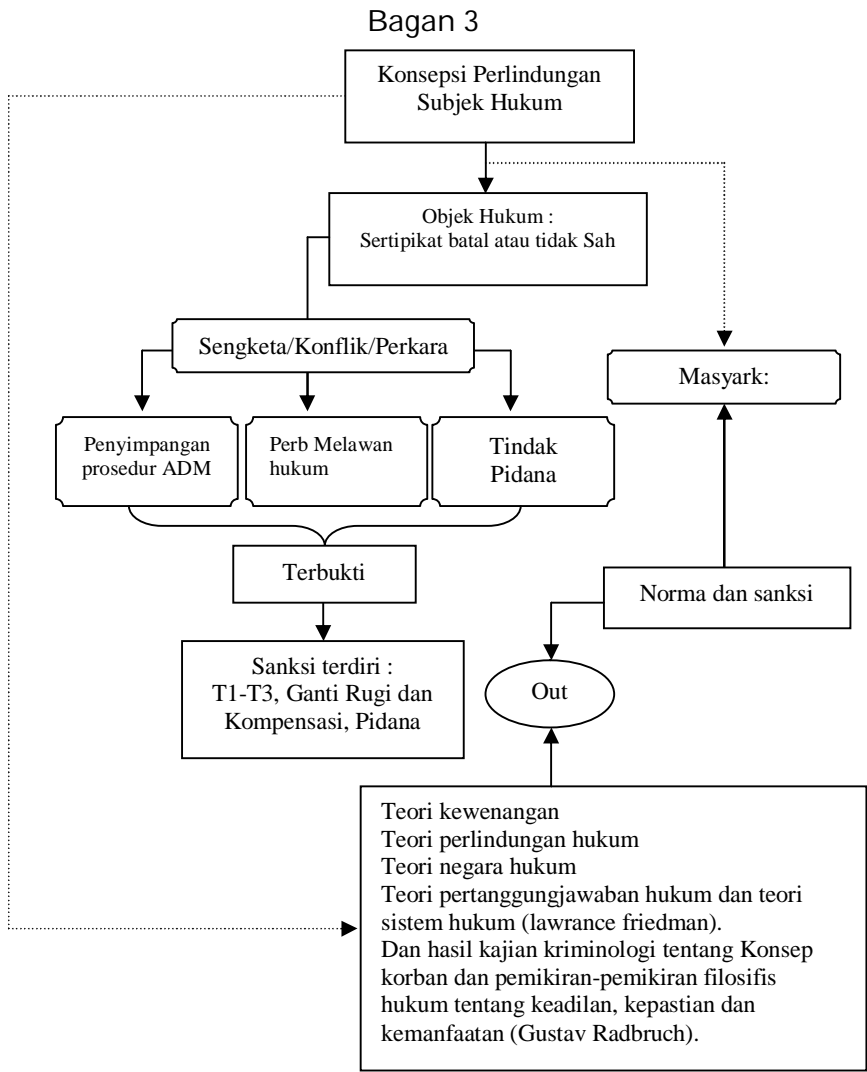 Bagan 3
Konsepsi Perlindungan
Subjek Hukum
Objek Hukum :
Sertipikat batal atau tidak Sah
Sengketa/Konflik/Perkara
Masyark:
Penyimpangan
prosedur ADM
Perb Melawan
hukum
Tindak
Pidana
Terbukti
Norma dan sanksi
Sanksi terdiri :
T1-T3, Ganti Rugi dan
Kompensasi, Pidana
Out
Teori kewenangan
Teori perlindungan hukum
Teori negara hukum
Teori pertanggungjawaban hukum dan teori
sistem hukum (lawrance friedman).
Dan hasil kajian kriminologi tentang Konsep
korban dan pemikiran-pemikiran filosifis
hukum tentang keadilan, kepastian dan
kemanfaatan (Gustav Radbruch).